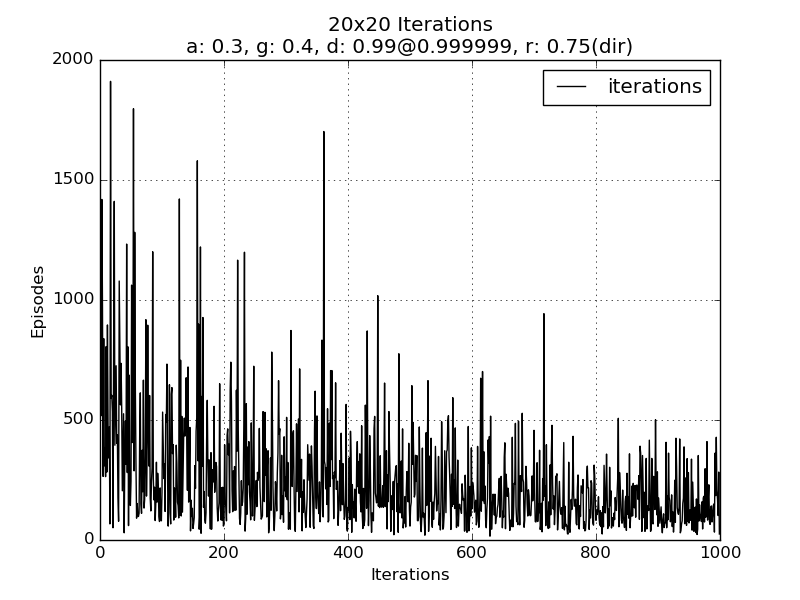 20x20 Iterations
a: 0.3, g: 0.4, d: 0.99@0.999999, r: 0.75(dir)
iterations
2000
1500
1000
500
0
Episodes
0 200 400 600 800 1000
Iterations